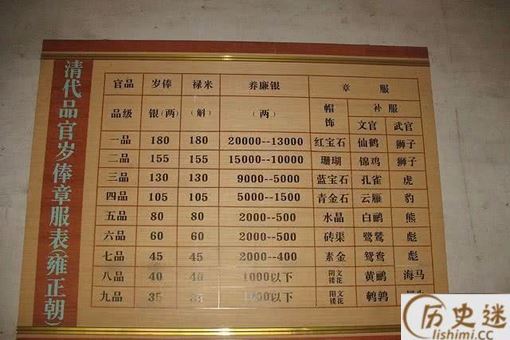 清代品官岁俸章服表(雍正朝)
官品 岁俸 禄米 养廉银 章服
品级 银(两) (斛) (两) 帽饰 补服
文官 武官
一品 180 180 20000--13000 红宝石 仙鹤 狮子
二品 155 155 15000--10000 珊瑚 锦鸡 狮子
三品 130 130 9000--5000 蓝宝石 孔雀 虎
四品 105 105 5000--1500 青金石 云雁 豹
五品 80 80 2000--500 水晶 白鹇 熊
六品 60 60 2000--500 砗渠 鹭鸶 彪
七品 45 45 2000--400 素金 鸳鸯 彪
八品 40 40 1000以下 阴文镂花 黄鹂 海马
九品 35 35 1000以下 阳文镂花 鹌鹑
历史迷
lishimi.cc